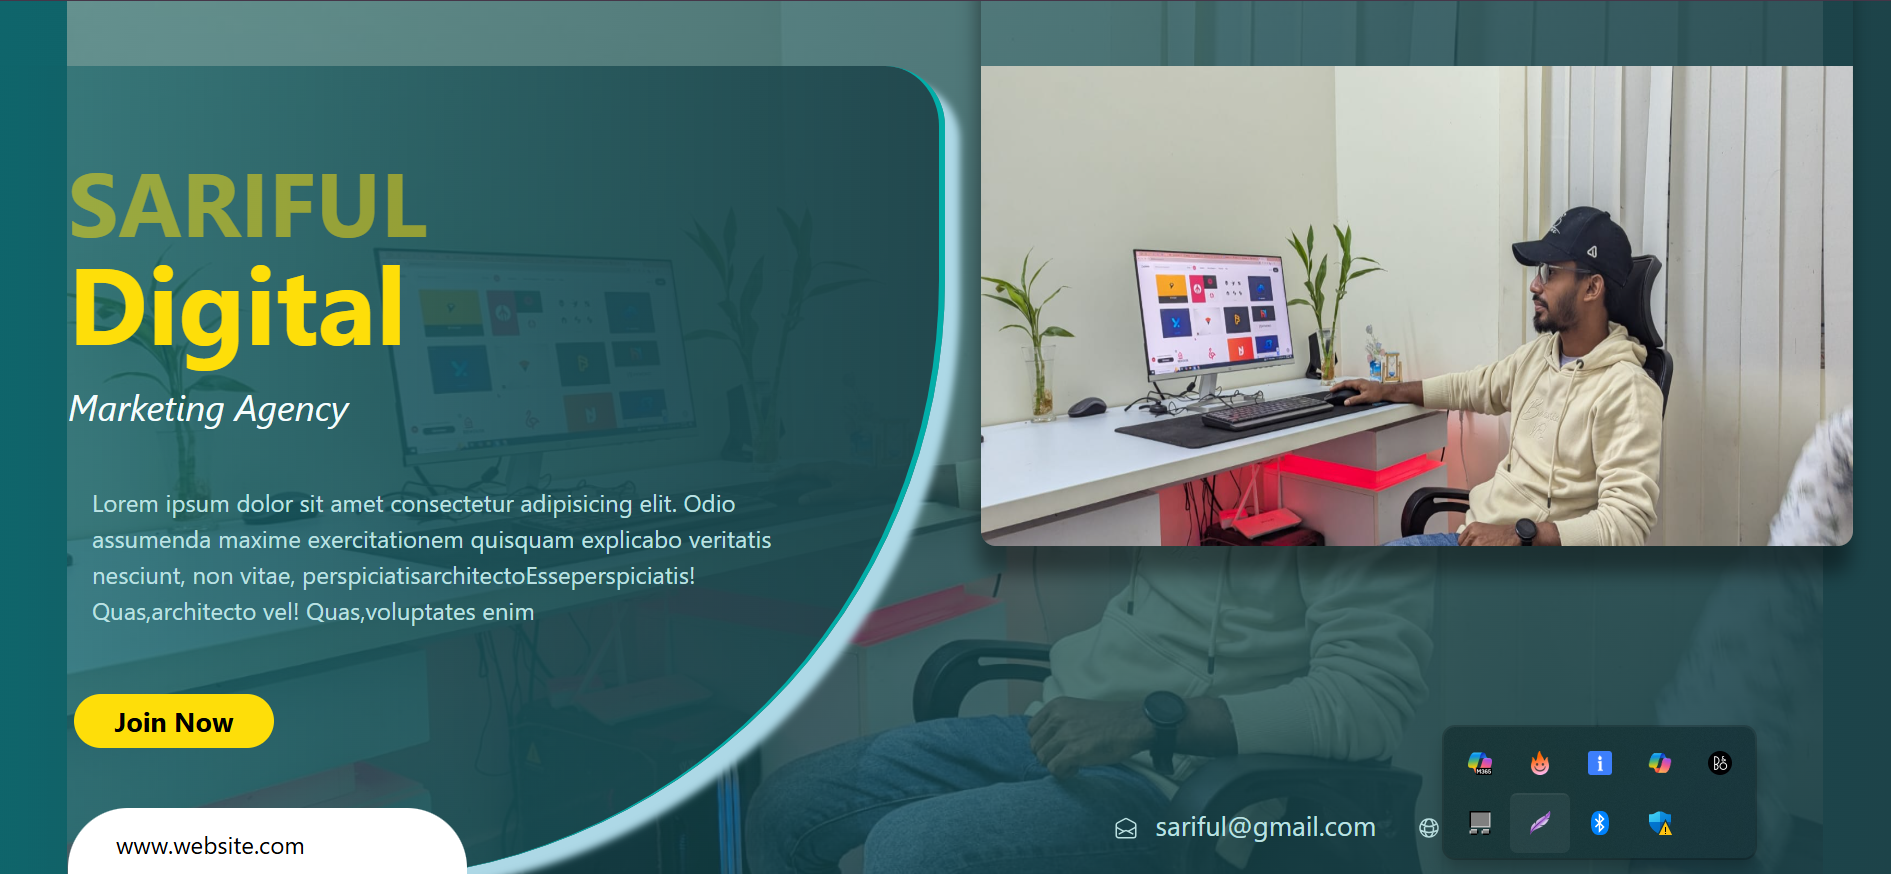 SARIFUL
Digital
Marketing Agency
Lorem ipsum dolor sit amet consectetur adipisicing elit. Odio
assumenda maxime exercitationem quisquam explicabo veritatis
nesciunt, non vitae, perspiciatisarchitectoEsseperspiciatis!
Quas,architecto vel! Quas,voluptates enim
Join Now
www.website.com
sariful@gmail.com
M365